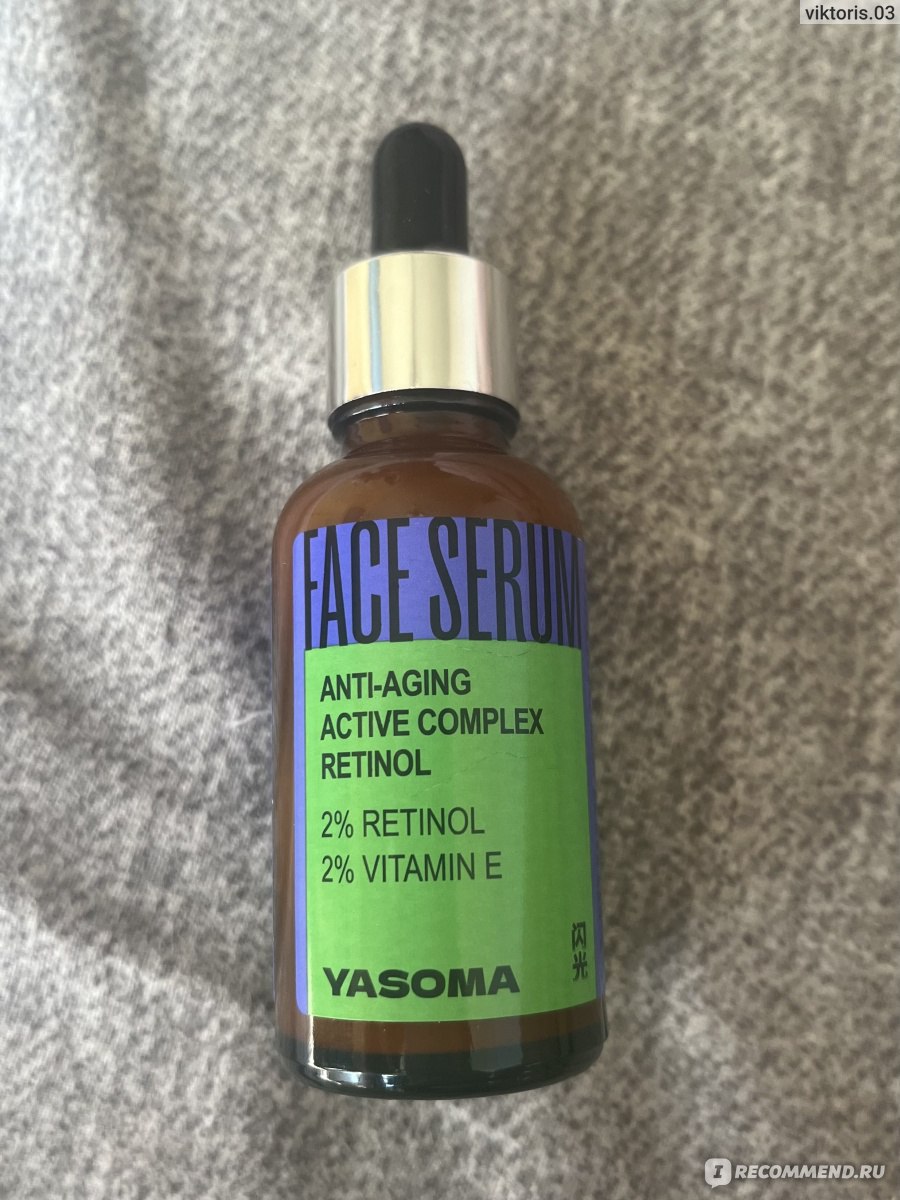 viktoris.03
FACE SERUM
ANTI-AGING
ACTIVE COMPLEX
RETINOL
2% RETINOL
2% VITAMIN E
闪
光
YASOMA
I RECOMMEND.RU